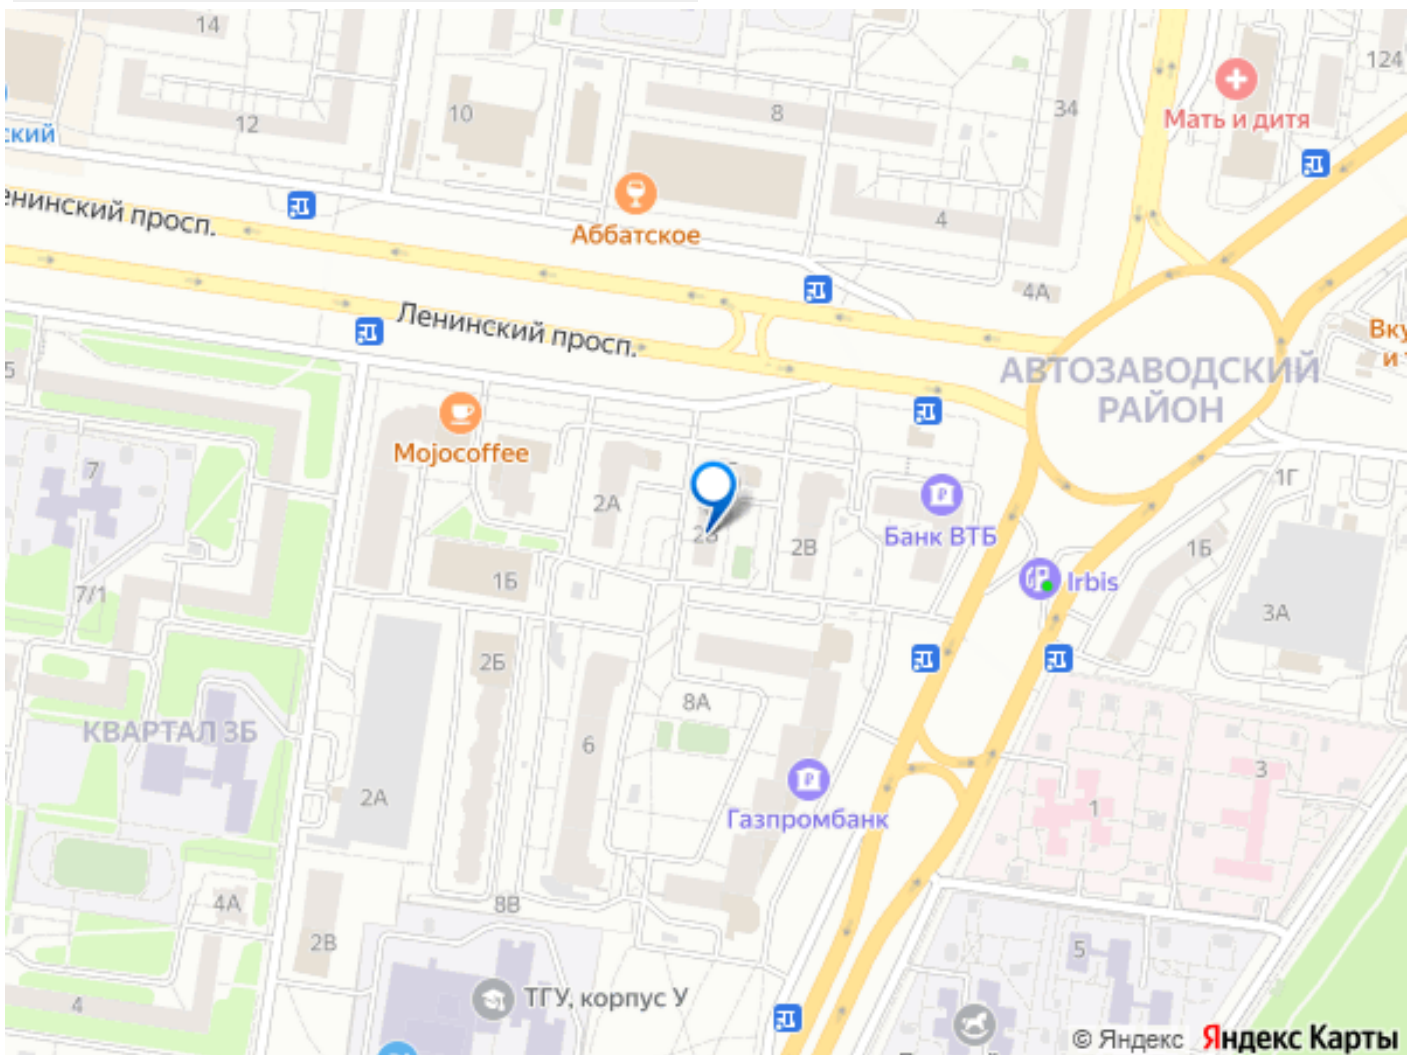 14
124
10
8
34
12
ский
Мать и дитя
енинский просп.
4
Аббатское
4А
Ленинский просп.
Вку
и т
АВТОЗАВОДСКИЙ
РАЙОН
5
Mojocoffee
7
2А
2В
Банк ВТБ
1Г
1Б
1Б
Irbis
7/1
3А
2Б
8А
КВАРТАЛ 3Б
6
2А
3
Газпромбанк
1
4А
8В
2В
5
4
ТГУ, корпус У
© Яндекс Яндекс Карты